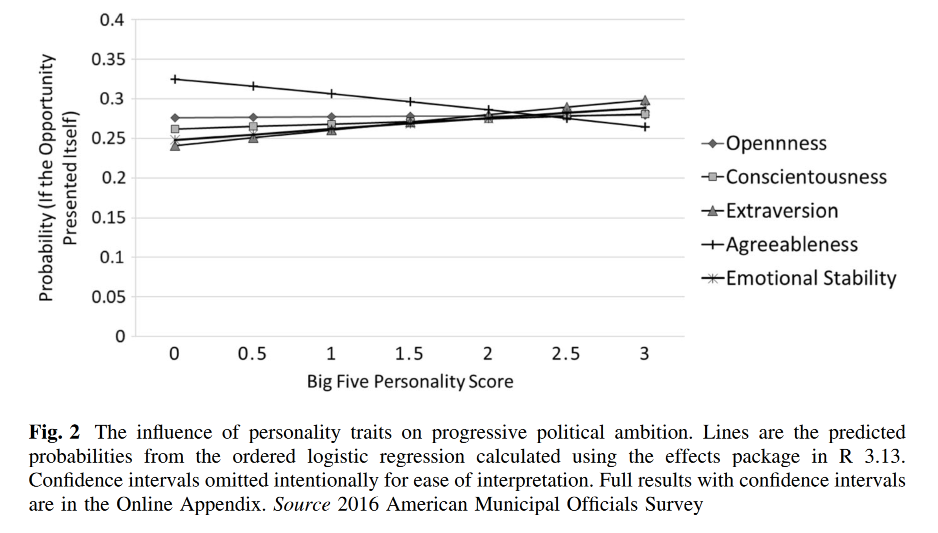 0.4
0.35
0.3
0.25
0.2
0.15
0.1
0.05
0
Probability (If the Opportunity
Presented Itself)
0 0.5 1 1.5 2 2.5 3
Big Five Personality Score
Opennness
Conscientousness
Extraversion
Agreeableness
Emotional Stability
Fig. 2 The influence of personality traits on progressive political ambition. Lines are the predicted
probabilities from the ordered logistic regression calculated using the effects package in R 3.13.
Confidence intervals omitted intentionally for ease of interpretation. Full results with confidence intervals
are in the Online Appendix. Source 2016 American Municipal Officials Survey